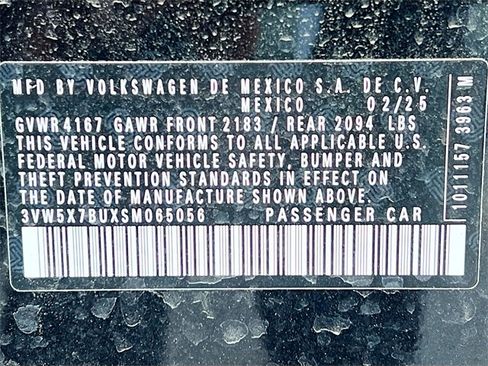 MFD BY VOLKSWAGEN DE MEXICO S.A. DE C.V.
MEXICO 02/25
GVWR 4167 GAWR FRONT 2183 / REAR 2094 LBS
THIS VEHICLE CONFORMS TO ALL APPLICABLE U.S.
FEDERAL MOTOR VEHICLE SAFETY, BUMPER AND
THEFT PREVENTION STANDARDS IN EFFECT ON
THE DATE OF MANUFACTURE SHOWN ABOVE.
3VW5X7BUXSM065056 PASSENGER CAR
1011157 3903 M